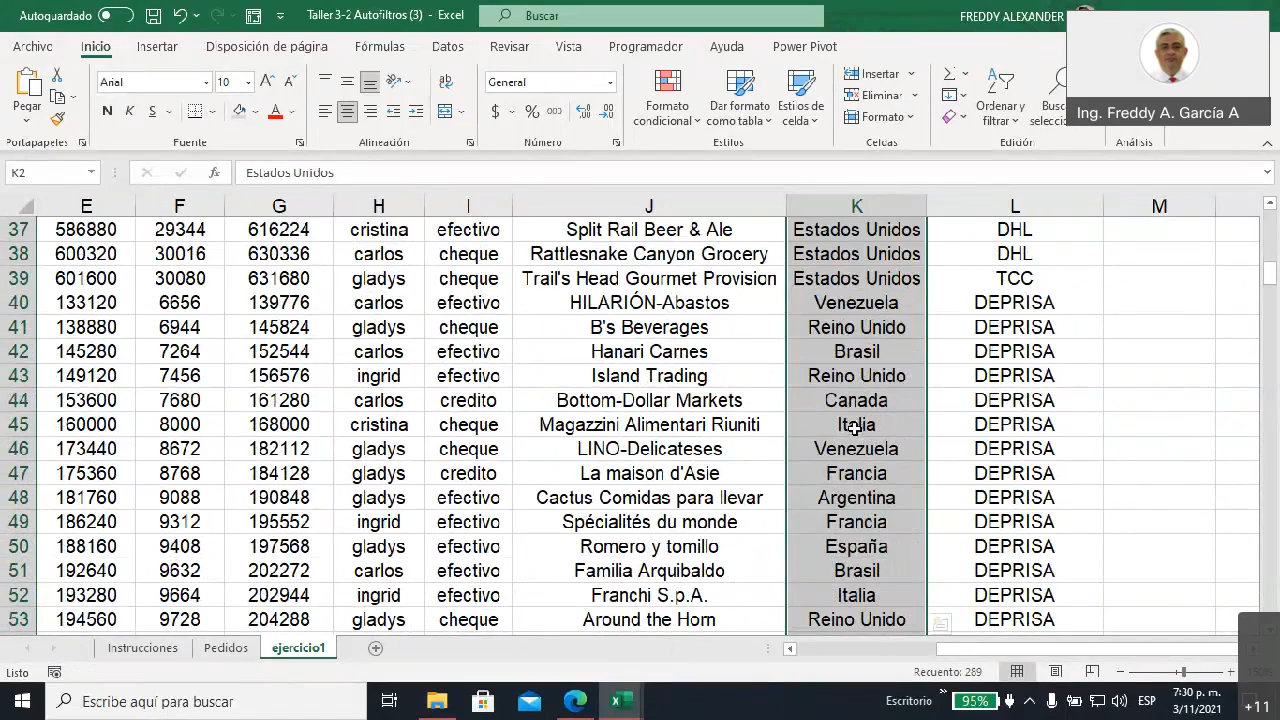 Autoguardado
Taller 3-2 Autofiltros (3) - Excel
Buscar
FREDDY ALEXANDER
Archivo Inicio Insertar Disposición de página Fórmulas Datos Revisar Vista Programador Ayuda Power Pivot
Pegar
Arial 10
N K S
ab
General
$ % 000
Formato condicional
Dar formato como tabla
Estilos de celda
Insertar
Eliminar
Formato
Ordenar y filtrar
Ing. Freddy A. García A
Portapapeles Fuente Alineación Número Estilos Celdas Edición Análisis
K2 fx Estados Unidos
E F G H I J K L M
37 586880 29344 616224 cristina efectivo Split Rail Beer & Ale Estados Unidos DHL
38 600320 30016 630336 carlos cheque Rattlesnake Canyon Grocery Estados Unidos DHL
39 601600 30080 631680 gladys cheque Trail's Head Gourmet Provision Estados Unidos TCC
40 133120 6656 139776 carlos efectivo HILARIÓN-Abastos Venezuela DEPRISA
41 138880 6944 145824 gladys cheque B's Beverages Reino Unido DEPRISA
42 145280 7264 152544 carlos efectivo Hanari Carnes Brasil DEPRISA
43 149120 7456 156576 ingrid efectivo Island Trading Reino Unido DEPRISA
44 153600 7680 161280 carlos credito Bottom-Dollar Markets Canada DEPRISA
45 160000 8000 168000 cristina cheque Magazzini Alimentari Riuniti Italia DEPRISA
46 173440 8672 182112 gladys cheque LINO-Delicateses Venezuela DEPRISA
47 175360 8768 184128 gladys credito La maison d'Asie Francia DEPRISA
48 181760 9088 190848 gladys efectivo Cactus Comidas para llevar Argentina DEPRISA
49 186240 9312 195552 ingrid efectivo Spécialités du monde Francia DEPRISA
50 188160 9408 197568 gladys efectivo Romero y tomillo España DEPRISA
51 192640 9632 202272 carlos efectivo Familia Arquibaldo Brasil DEPRISA
52 193280 9664 202944 ingrid efectivo Franchi S.p.A. Italia DEPRISA
53 194560 9728 204288 gladys cheque Around the Horn Reino Unido DEPRISA
Instrucciones Pedidos ejercicio1
Listo
Recuento: 289
Escribe aquí para buscar
Escritorio
95%
ESP
7:30 p. m.
3/11/2021
+11